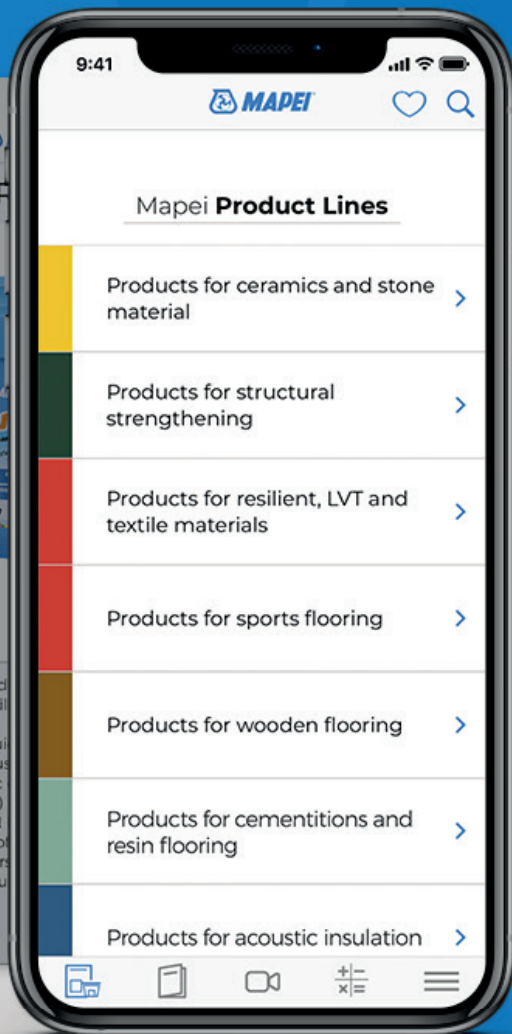 9:41
MAPEI
Mapei Product Lines
Products for ceramics and stone
material
Products for structural
strengthening
Products for resilient, LVT and
textile materials
Products for sports flooring
Products for wooden flooring
Products for cementitions and
resin flooring
Products for acoustic insulation